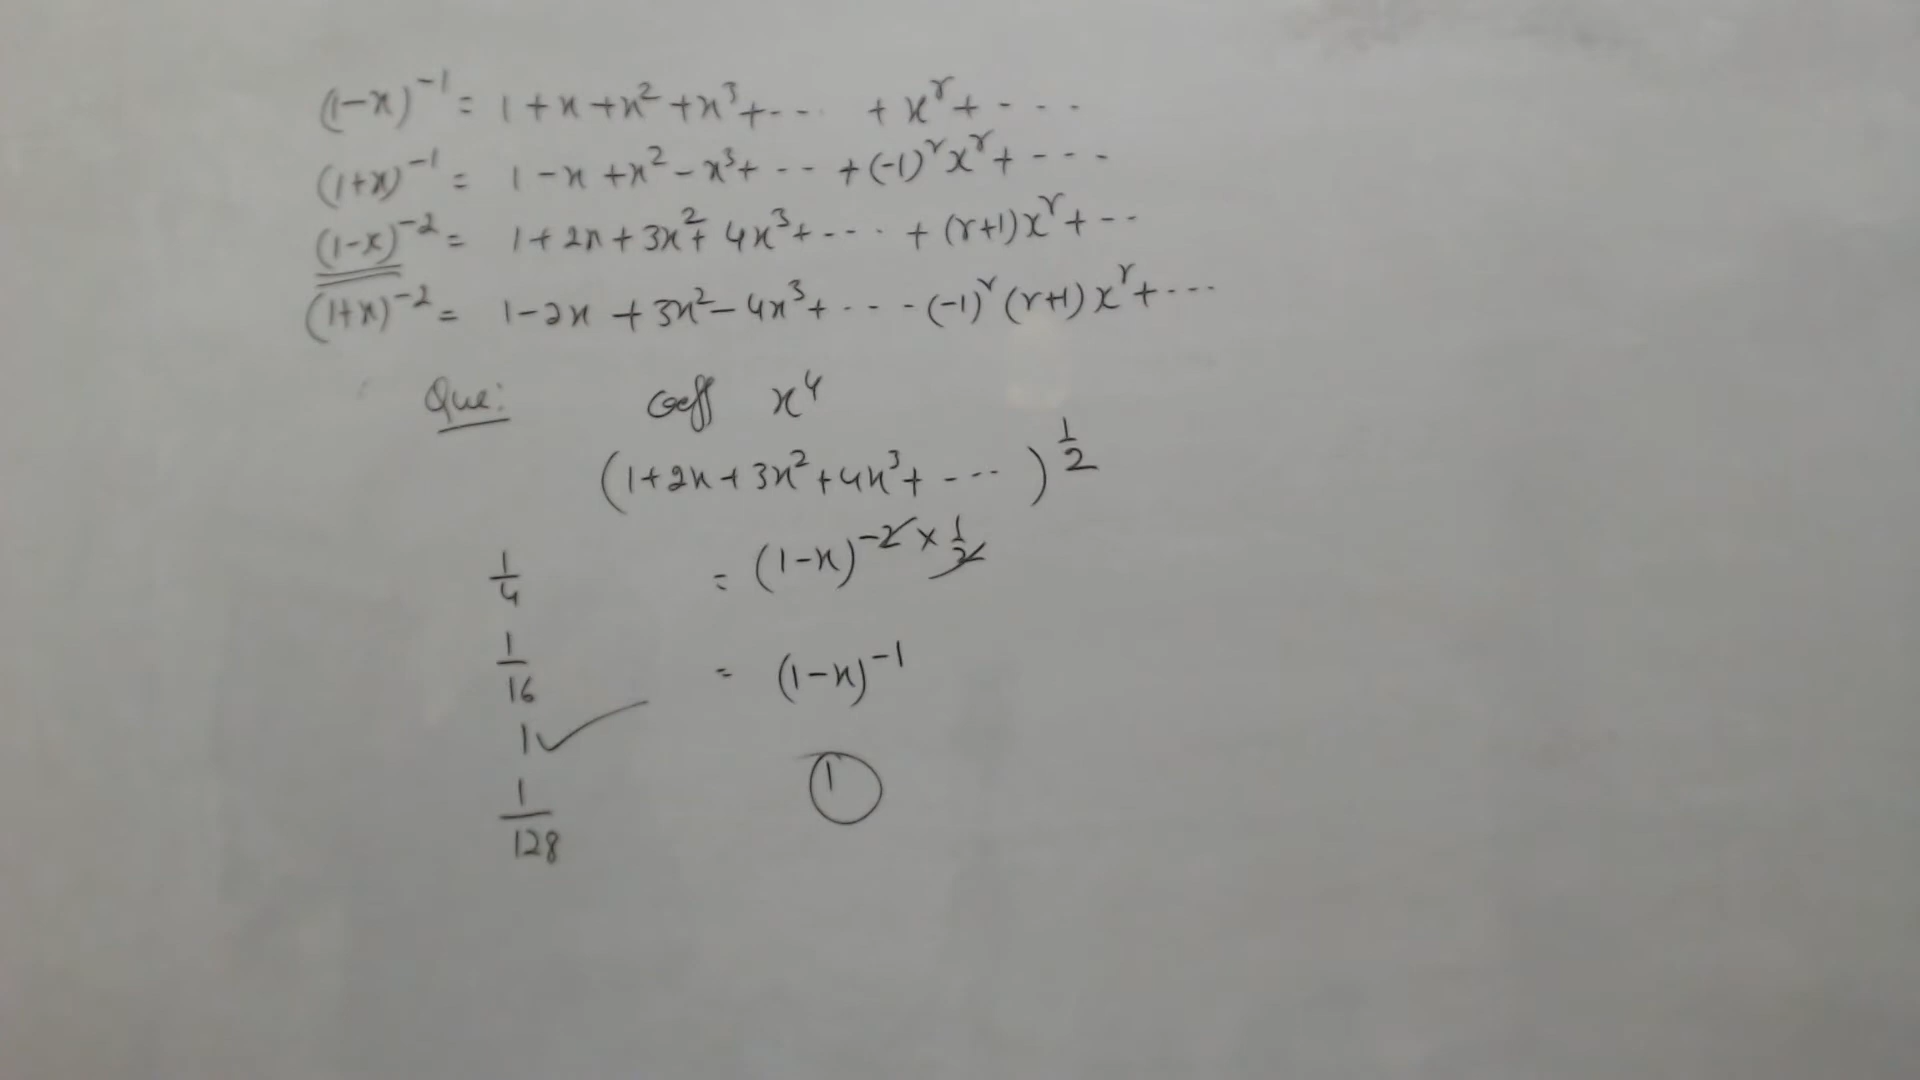 (1-x)^-1 = 1 + x + x^2 + x^3 + ... + x^r + ....
(1+x)^-1 = 1 - x + x^2 - x^3 + ... + (-1)^r x^r + ...
(1-x)^-2 = 1 + 2x + 3x^2 + 4x^3 + .... + (r+1)x^r + ..
(1+x)^-2 = 1 - 2x + 3x^2 - 4x^3 + .... (-1)^r (r+1) x^r + ....
Que: Coeff x^4
(1 + 2x + 3x^2 + 4x^3 + ....)^1/2
1/4 = (1-x)^-2 × 1/2
1/16 = (1-x)^-1
1 ✓
1
1/128